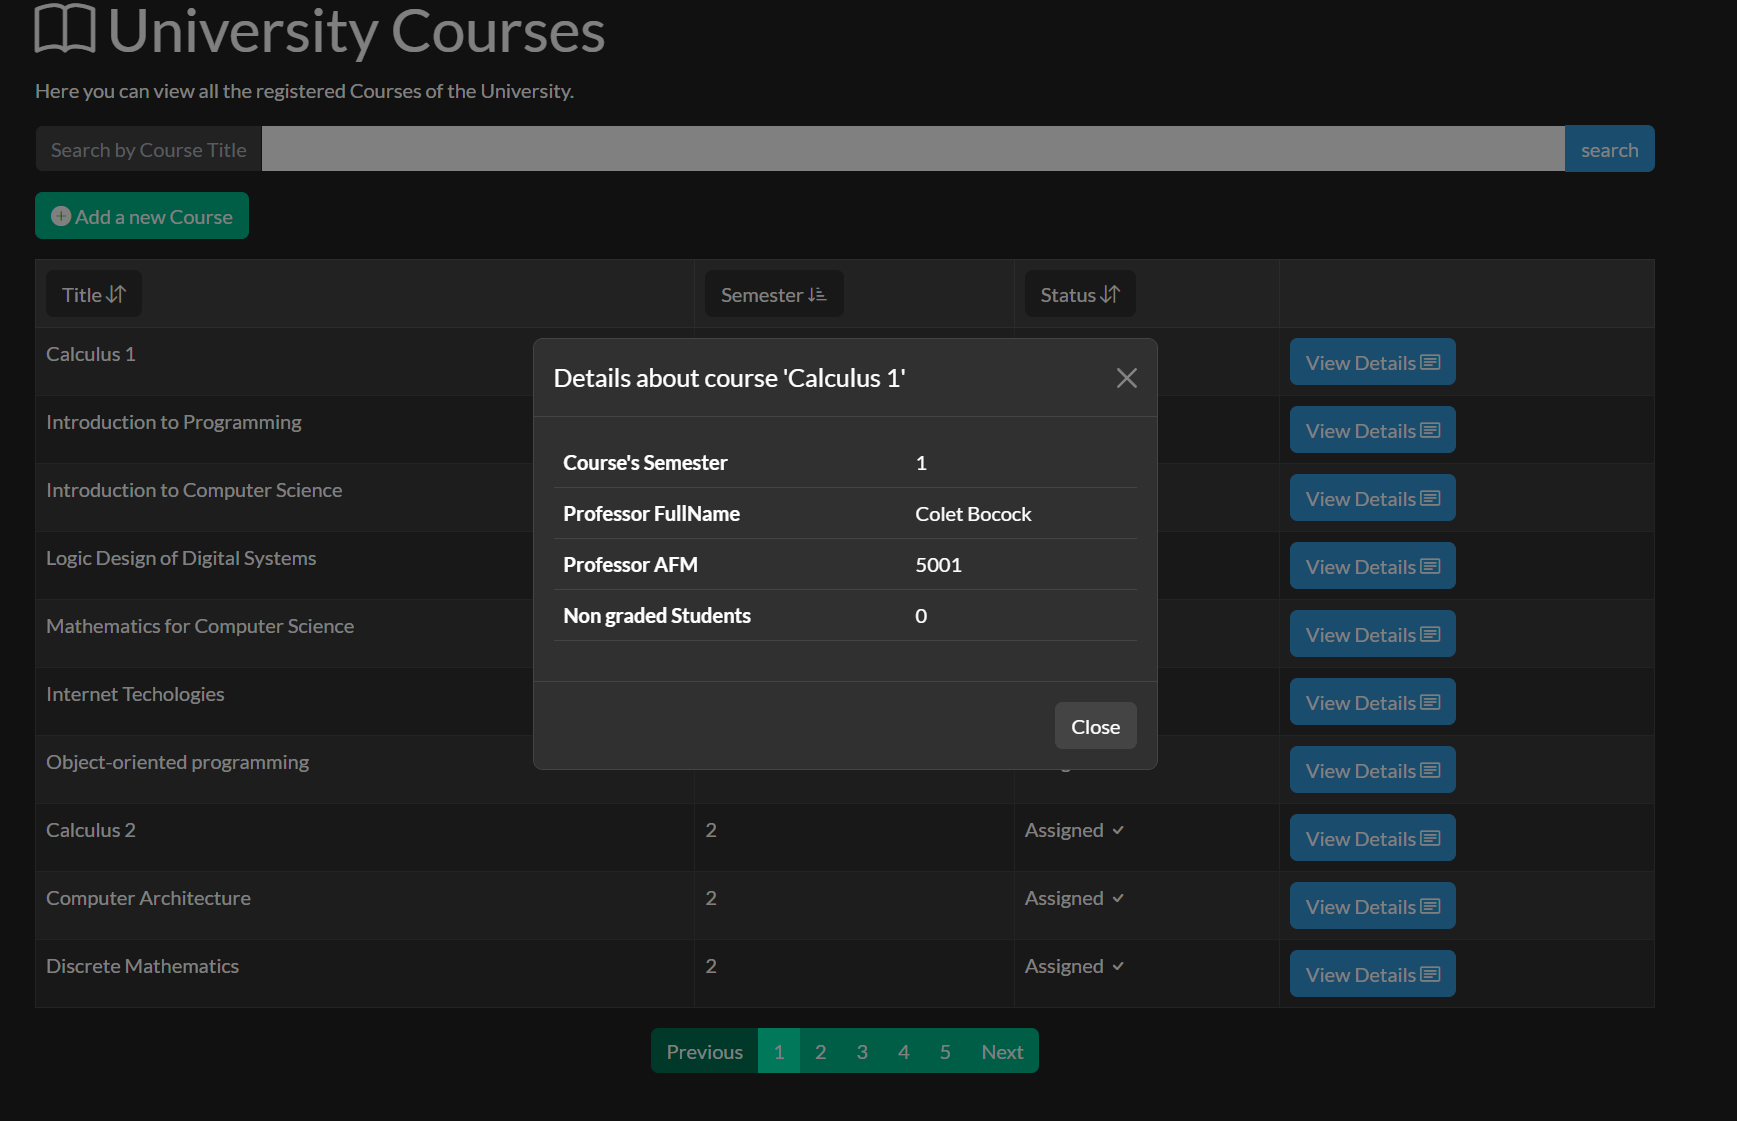 University Courses
Here you can view all the registered Courses of the University.
Search by Course Title search
Add a new Course
Title Semester Status
Calculus 1 View Details
Introduction to Programming View Details
Introduction to Computer Science View Details
Logic Design of Digital Systems View Details
Mathematics for Computer Science View Details
Internet Techologies View Details
Object-oriented programming View Details
Calculus 2 2 Assigned View Details
Computer Architecture 2 Assigned View Details
Discrete Mathematics 2 Assigned View Details
Previous 1 2 3 4 5 Next
Details about course 'Calculus 1'
Course's Semester 1
Professor FullName Colet Bocock
Professor AFM 5001
Non graded Students 0
Close